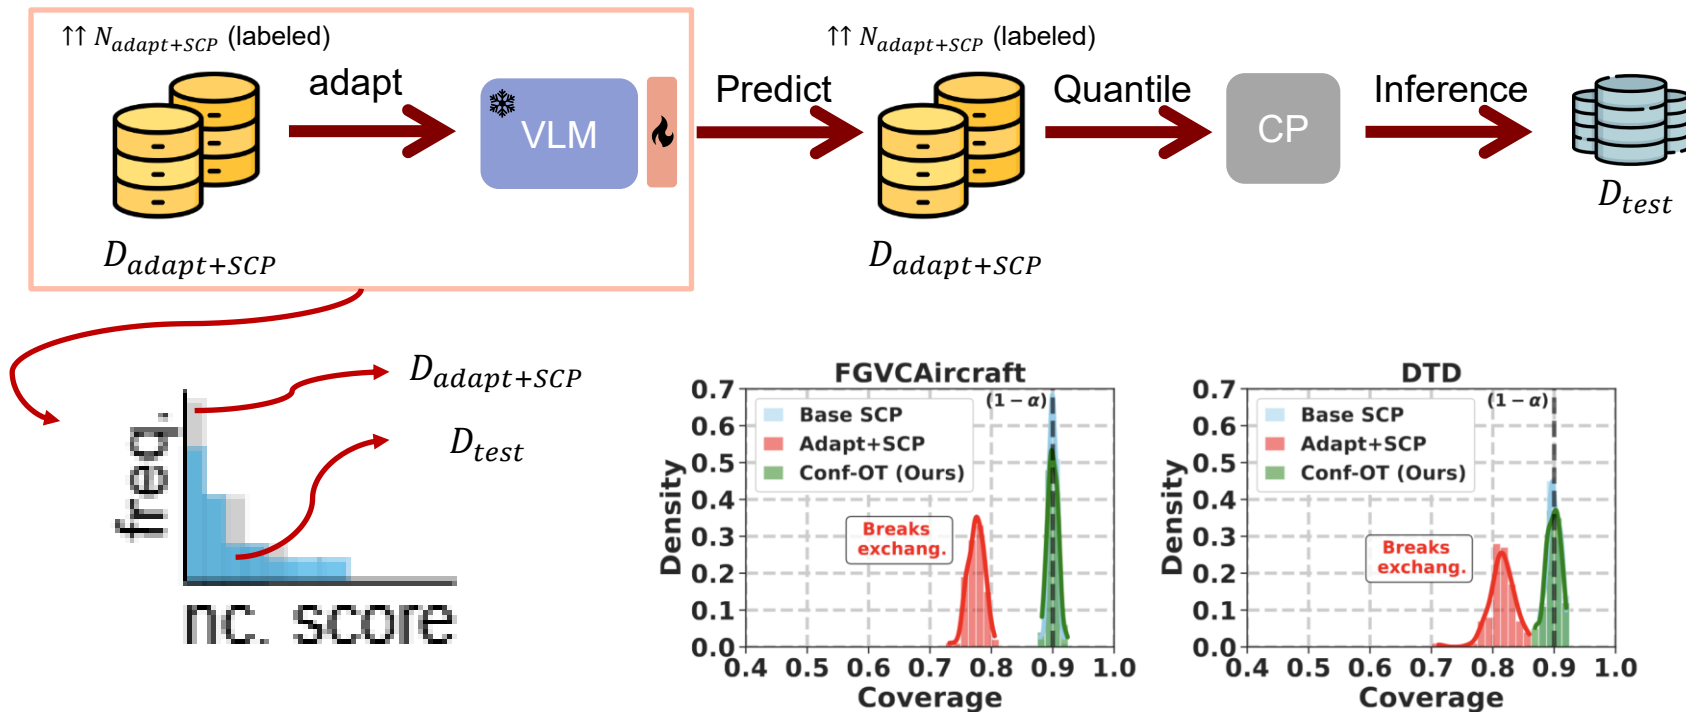 ↑↑ N_adapt+SCP (labeled)
adapt
VLM
D_adapt+SCP
Predict
↑↑ N_adapt+SCP (labeled)
D_adapt+SCP
Quantile
CP
Inference
D_test
freq.
nc. score
D_adapt+SCP
D_test
FGVCAircraft
(1 − α)
Base SCP
Adapt+SCP
Conf-OT (Ours)
Breaks
exchang.
Density
0.7
0.6
0.5
0.4
0.3
0.2
0.1
0.0
0.4 0.5 0.6 0.7 0.8 0.9 1.0
Coverage
DTD
(1 − α)
Base SCP
Adapt+SCP
Conf-OT (Ours)
Breaks
exchang.
Density
0.7
0.6
0.5
0.4
0.3
0.2
0.1
0.0
0.4 0.5 0.6 0.7 0.8 0.9 1.0
Coverage